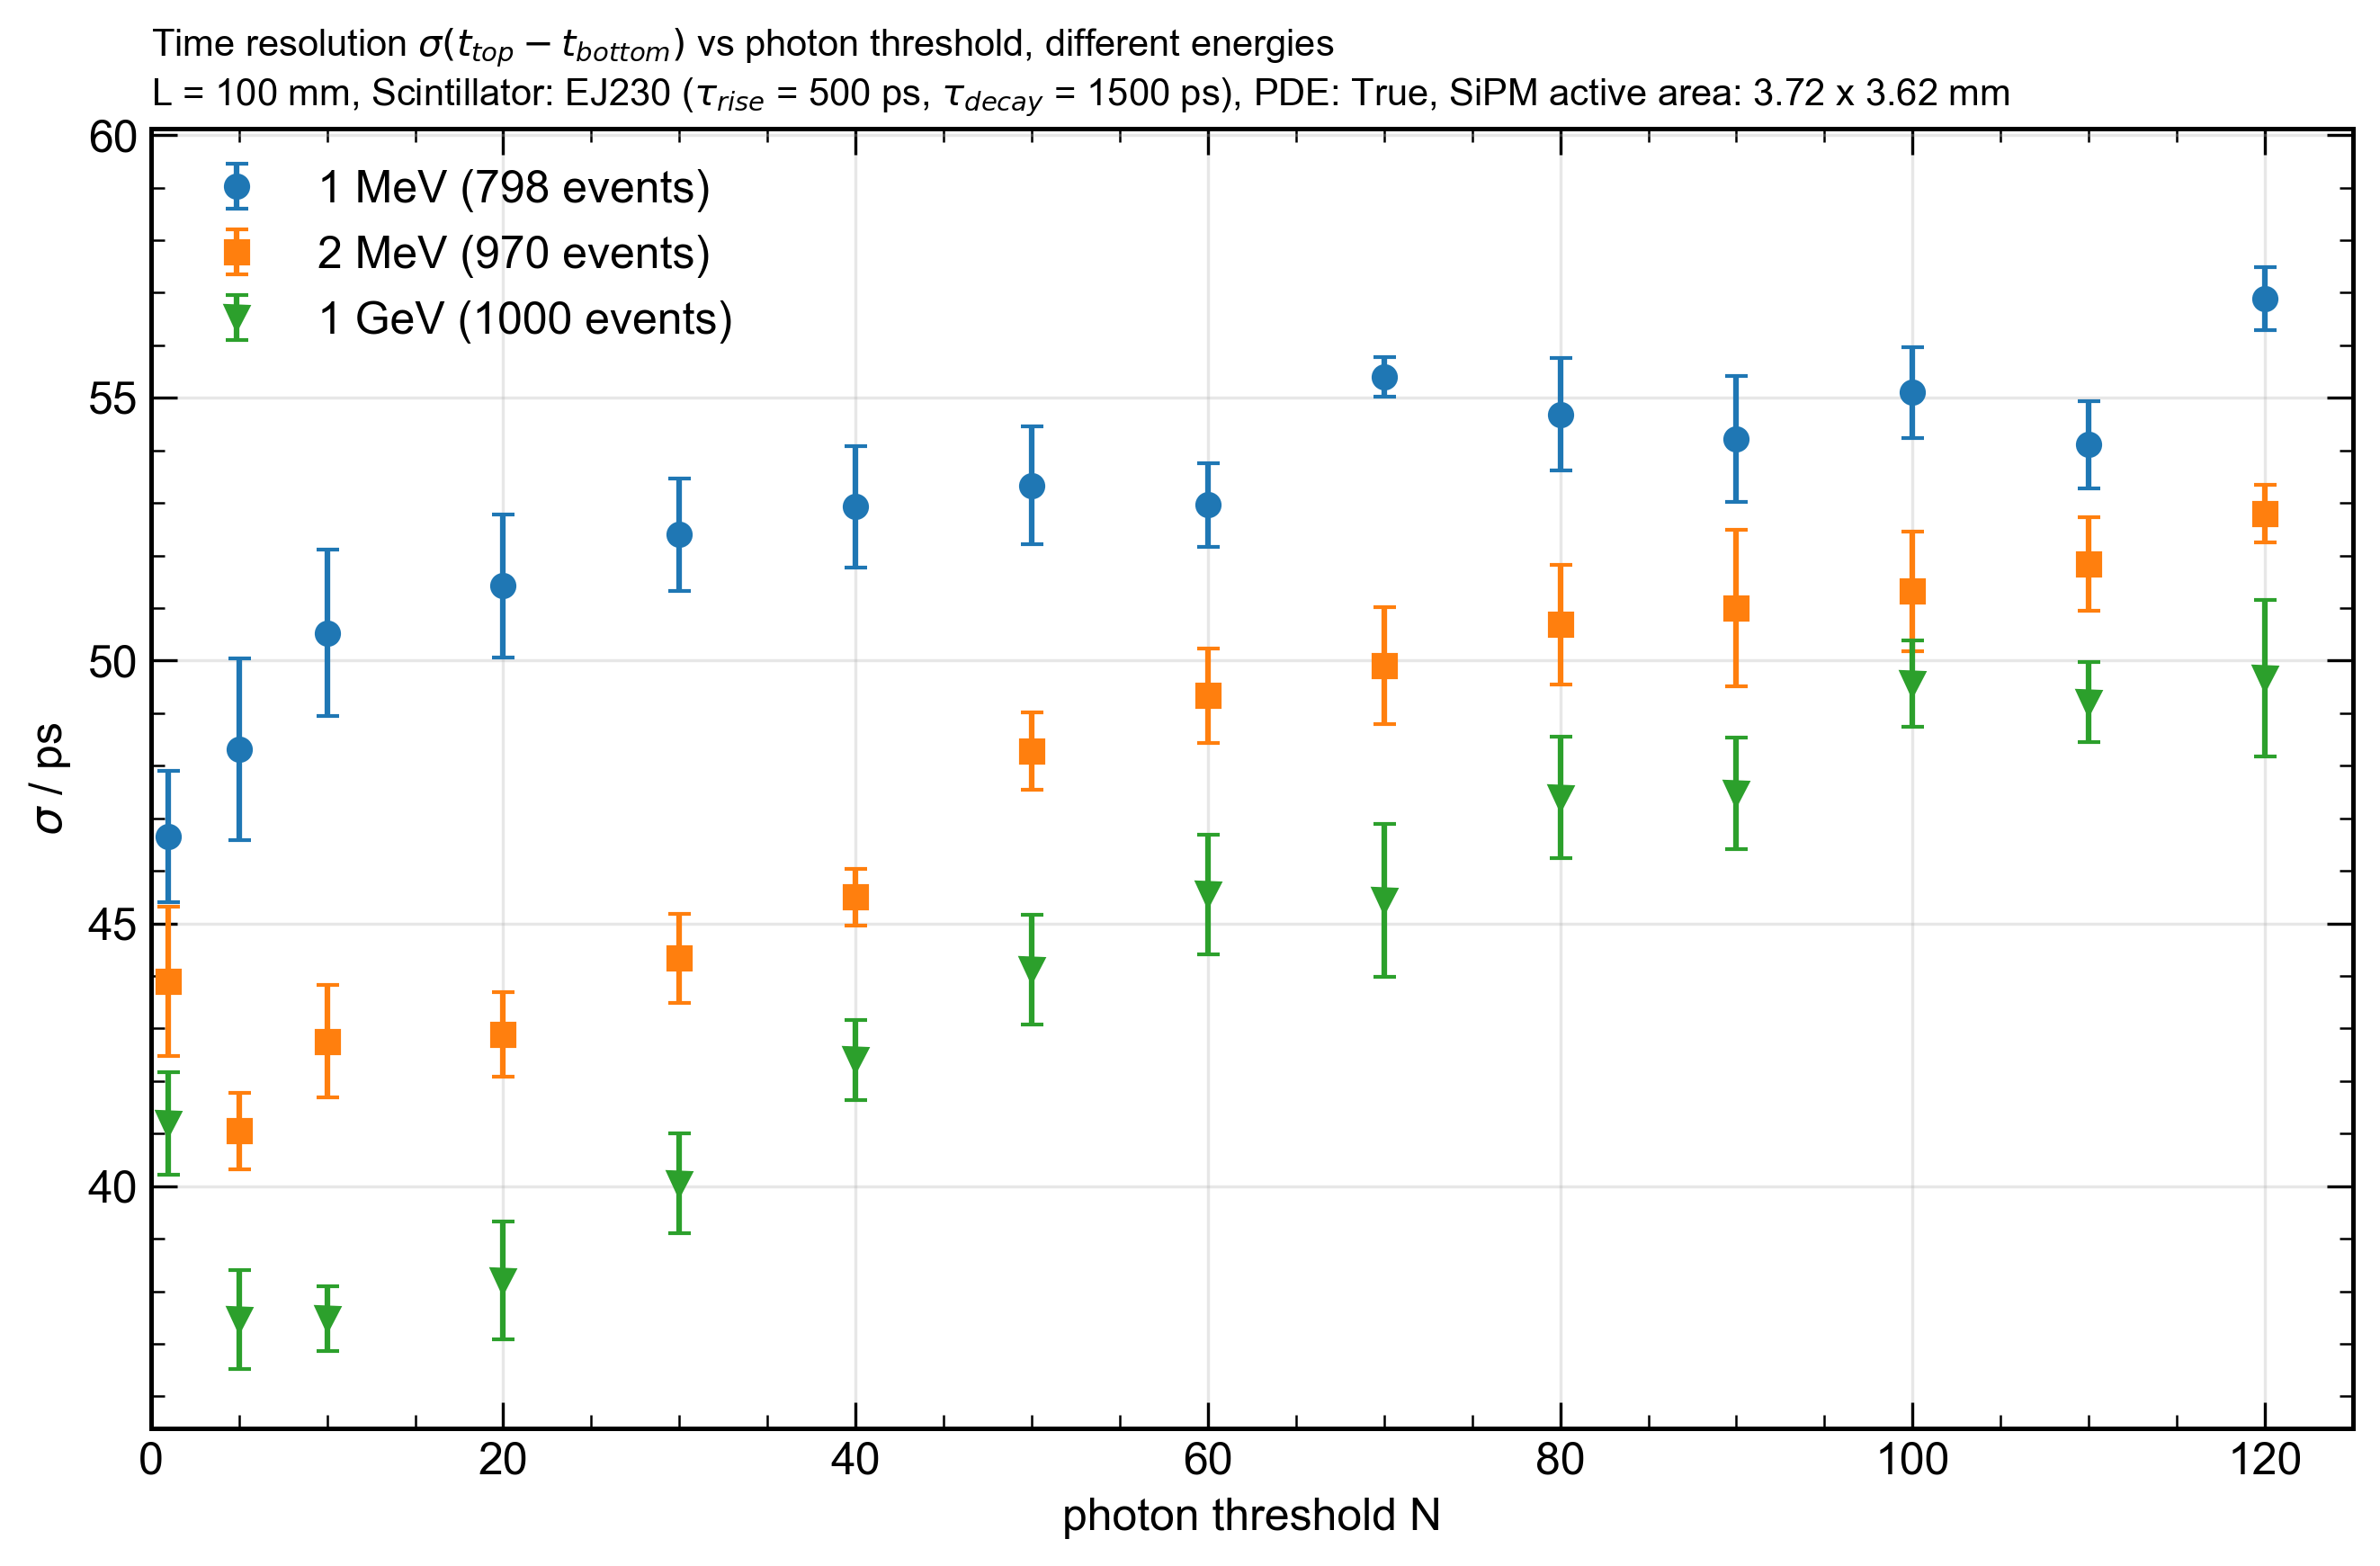 Time resolution σ(t_top − t_bottom) vs photon threshold, different energies
L = 100 mm, Scintillator: EJ230 (τ_rise = 500 ps, τ_decay = 1500 ps), PDE: True, SiPM active area: 3.72 x 3.62 mm
1 MeV (798 events)
2 MeV (970 events)
1 GeV (1000 events)
60
55
50
45
40
σ / ps
0 20 40 60 80 100 120
photon threshold N